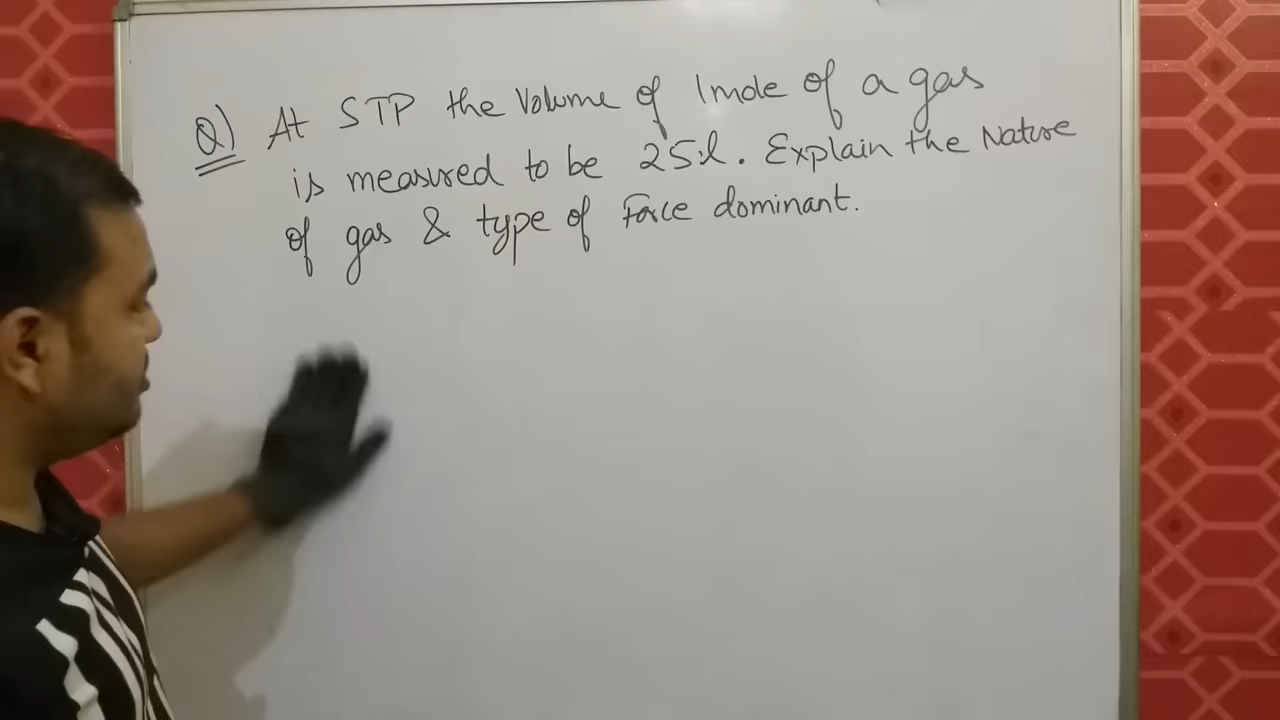 Q) At STP the Volume of 1mole of a gas
is measured to be 25l. Explain the Nature
of gas & type of Force dominant.